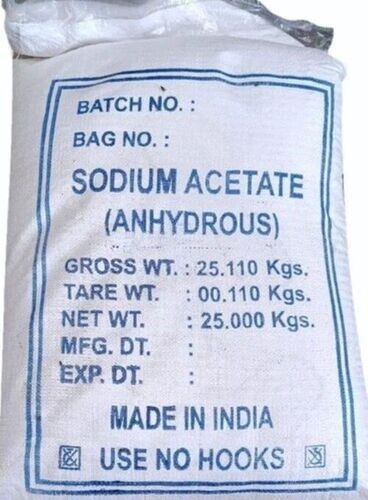 BATCH NO. :
BAG NO. :
SODIUM ACETATE
(ANHYDROUS)
GROSS WT. : 25.110 Kgs.
TARE WT. : 00.110 Kgs.
NET WT. : 25.000 Kgs.
MFG. DT. :
EXP. DT. :
MADE IN INDIA
USE NO HOOKS